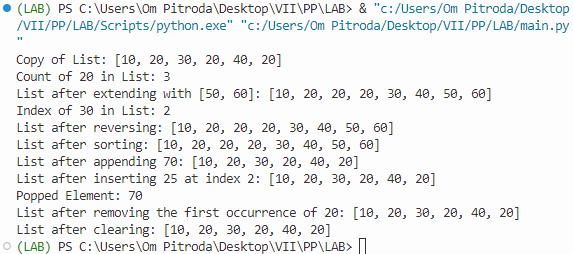 (LAB) PS C:\Users\Om Pitroda\Desktop\VII\PP\LAB> & "c:/Users/Om Pitroda/Desktop
/VII/PP/LAB/Scripts/python.exe" "c:/Users/Om Pitroda/Desktop/VII/PP/LAB/main.py
"
Copy of List: [10, 20, 30, 20, 40, 20]
Count of 20 in List: 3
List after extending with [50, 60]: [10, 20, 20, 20, 30, 40, 50, 60]
Index of 30 in List: 2
List after reversing: [10, 20, 20, 20, 30, 40, 50, 60]
List after sorting: [10, 20, 20, 20, 30, 40, 50, 60]
List after appending 70: [10, 20, 30, 20, 40, 20]
List after inserting 25 at index 2: [10, 20, 30, 20, 40, 20]
Popped Element: 70
List after removing the first occurrence of 20: [10, 20, 30, 20, 40, 20]
List after clearing: [10, 20, 30, 20, 40, 20]
(LAB) PS C:\Users\Om Pitroda\Desktop\VII\PP\LAB>